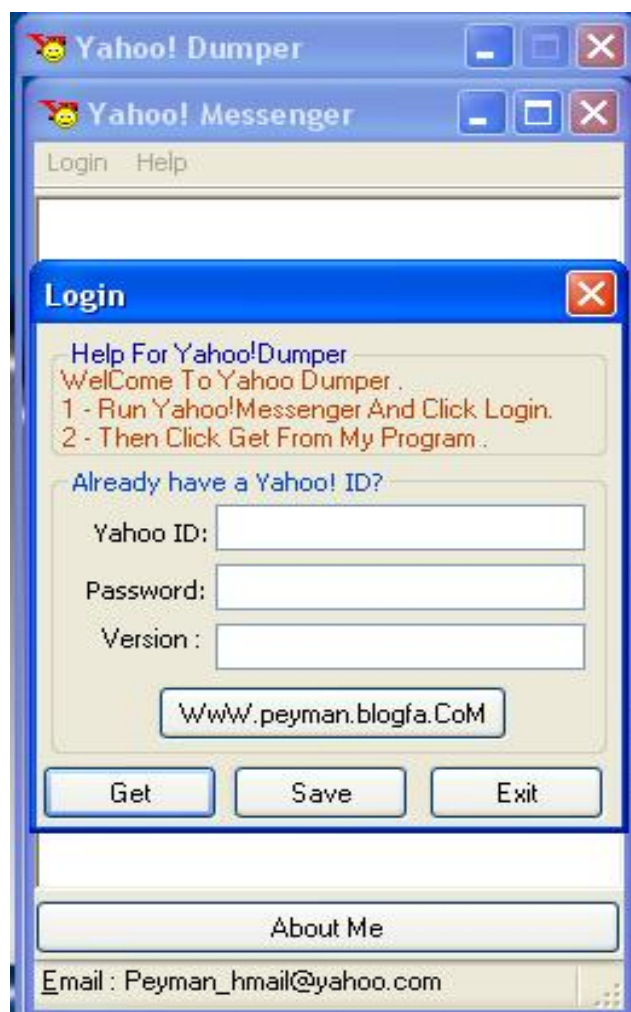 Yahoo! Dumper
Yahoo! Messenger
Login Help
Login
Help For Yahoo!Dumper
WelCome To Yahoo Dumper .
1 - Run Yahoo!Messenger And Click Login.
2 - Then Click Get From My Program .
Already have a Yahoo! ID?
Yahoo ID:
Password:
Version :
WwW.peyman.blogfa.CoM
Get Save Exit
About Me
Email : Peyman_hmail@yahoo.com